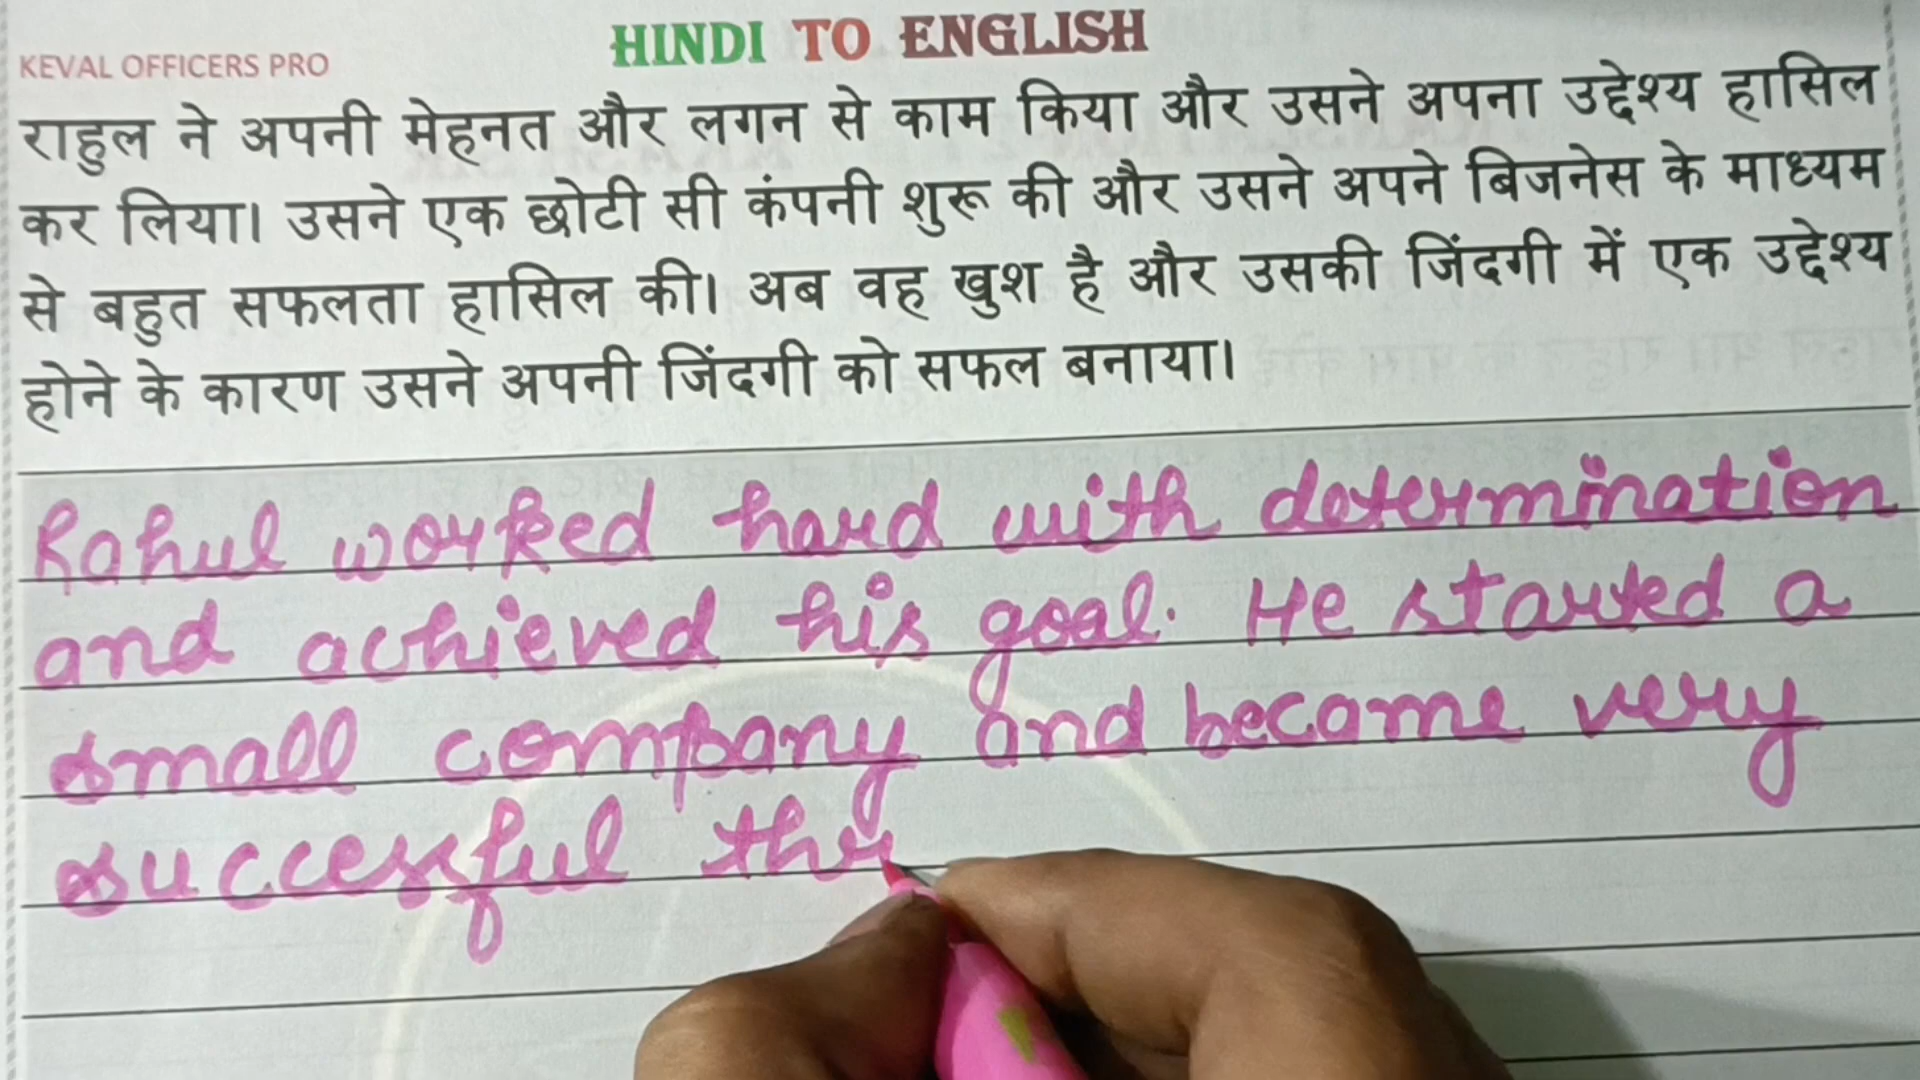 HINDI TO ENGLISH
KEVAL OFFICERS PRO
राहुल ने अपनी मेहनत और लगन से काम किया और उसने अपना उद्देश्य हासिल
कर लिया। उसने एक छोटी सी कंपनी शुरू की और उसने अपने बिजनेस के माध्यम
से बहुत सफलता हासिल की। अब वह खुश है और उसकी जिंदगी में एक उद्देश्य
होने के कारण उसने अपनी जिंदगी को सफल बनाया।
Rahul worked hard with determination
and achieved his goal. He started a
small company and became very
successful